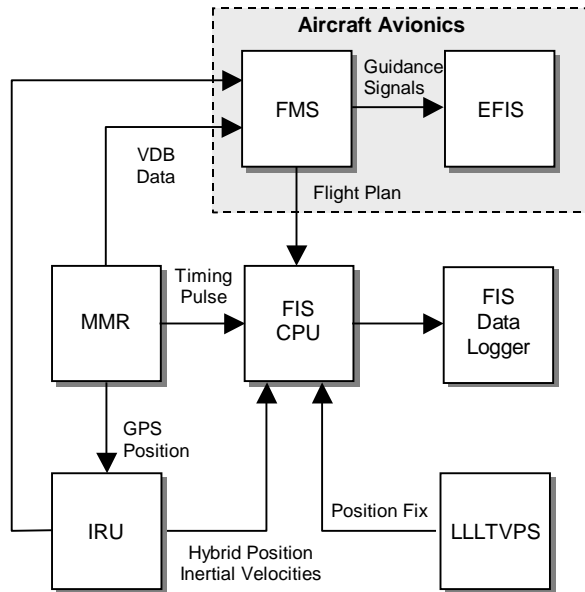 Aircraft Avionics
FMS
Guidance
Signals
EFIS
VDB
Data
Flight Plan
MMR
Timing
Pulse
FIS
CPU
FIS
Data
Logger
GPS
Position
IRU
Hybrid Position
Inertial Velocities
Position Fix
LLLTVPS